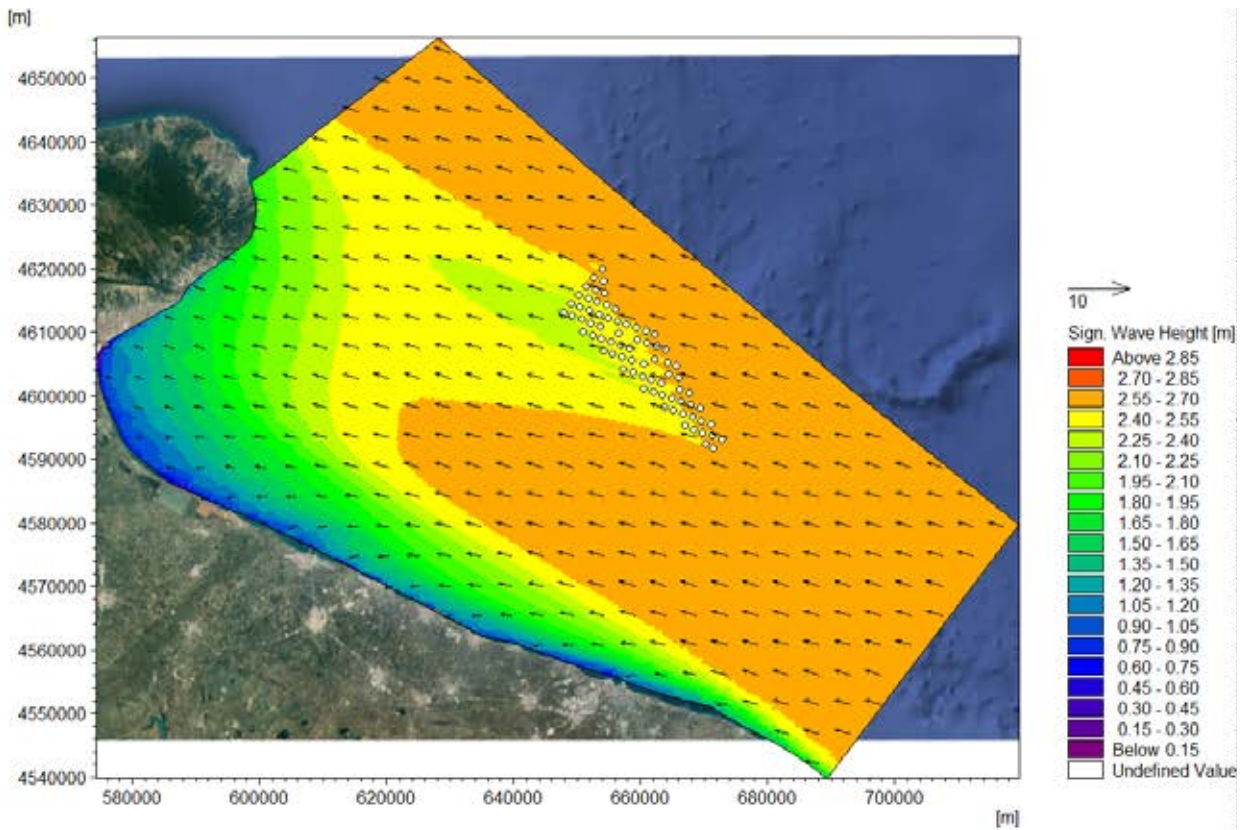 [m]
4650000
4640000
4630000
4620000
4610000
4600000
4590000
4580000
4570000
4560000
4550000
4540000
580000 600000 620000 640000 660000 680000 700000
[m]
10
Sign. Wave Height [m]
Above 2.85
2.70 - 2.85
2.55 - 2.70
2.40 - 2.55
2.25 - 2.40
2.10 - 2.25
1.95 - 2.10
1.80 - 1.95
1.65 - 1.80
1.50 - 1.65
1.35 - 1.50
1.20 - 1.35
1.05 - 1.20
0.90 - 1.05
0.75 - 0.90
0.60 - 0.75
0.45 - 0.60
0.30 - 0.45
0.15 - 0.30
Below 0.15
Undefined Value